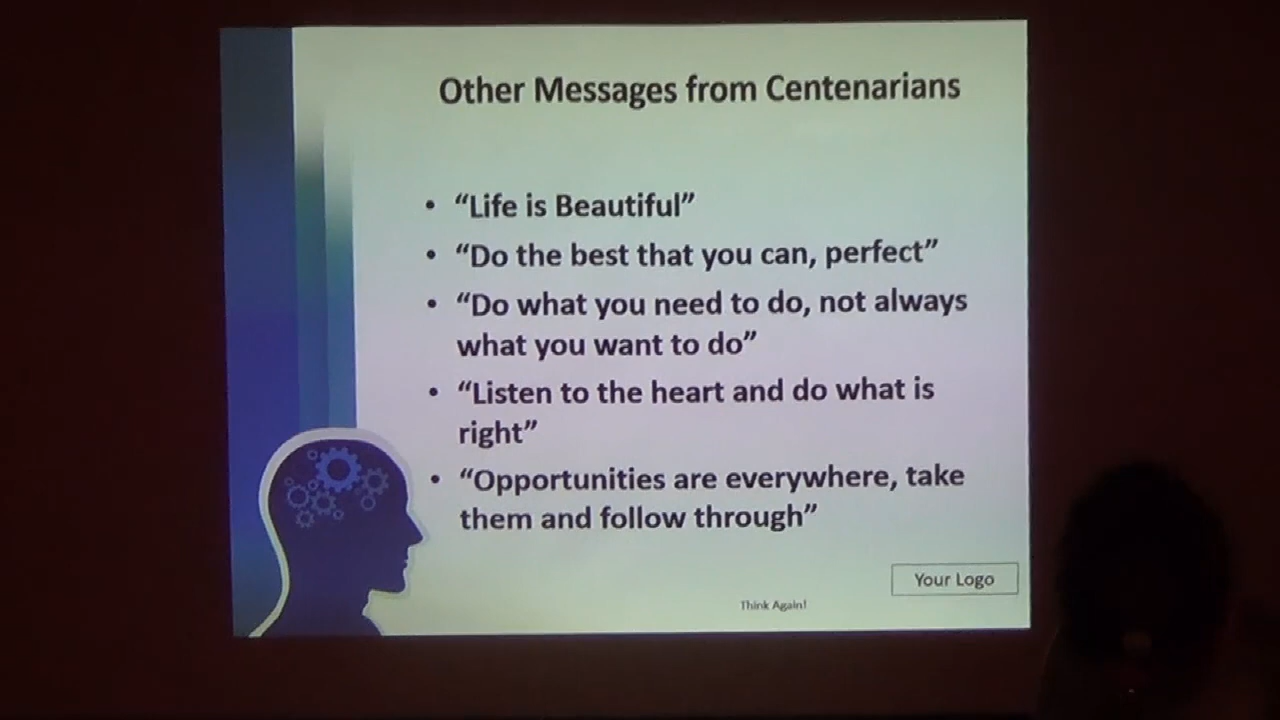 Other Messages from Centenarians
• “Life is Beautiful”
• “Do the best that you can, perfect”
• “Do what you need to do, not always
what you want to do”
• “Listen to the heart and do what is
right”
• “Opportunities are everywhere, take
them and follow through”
Your Logo
Think Again!